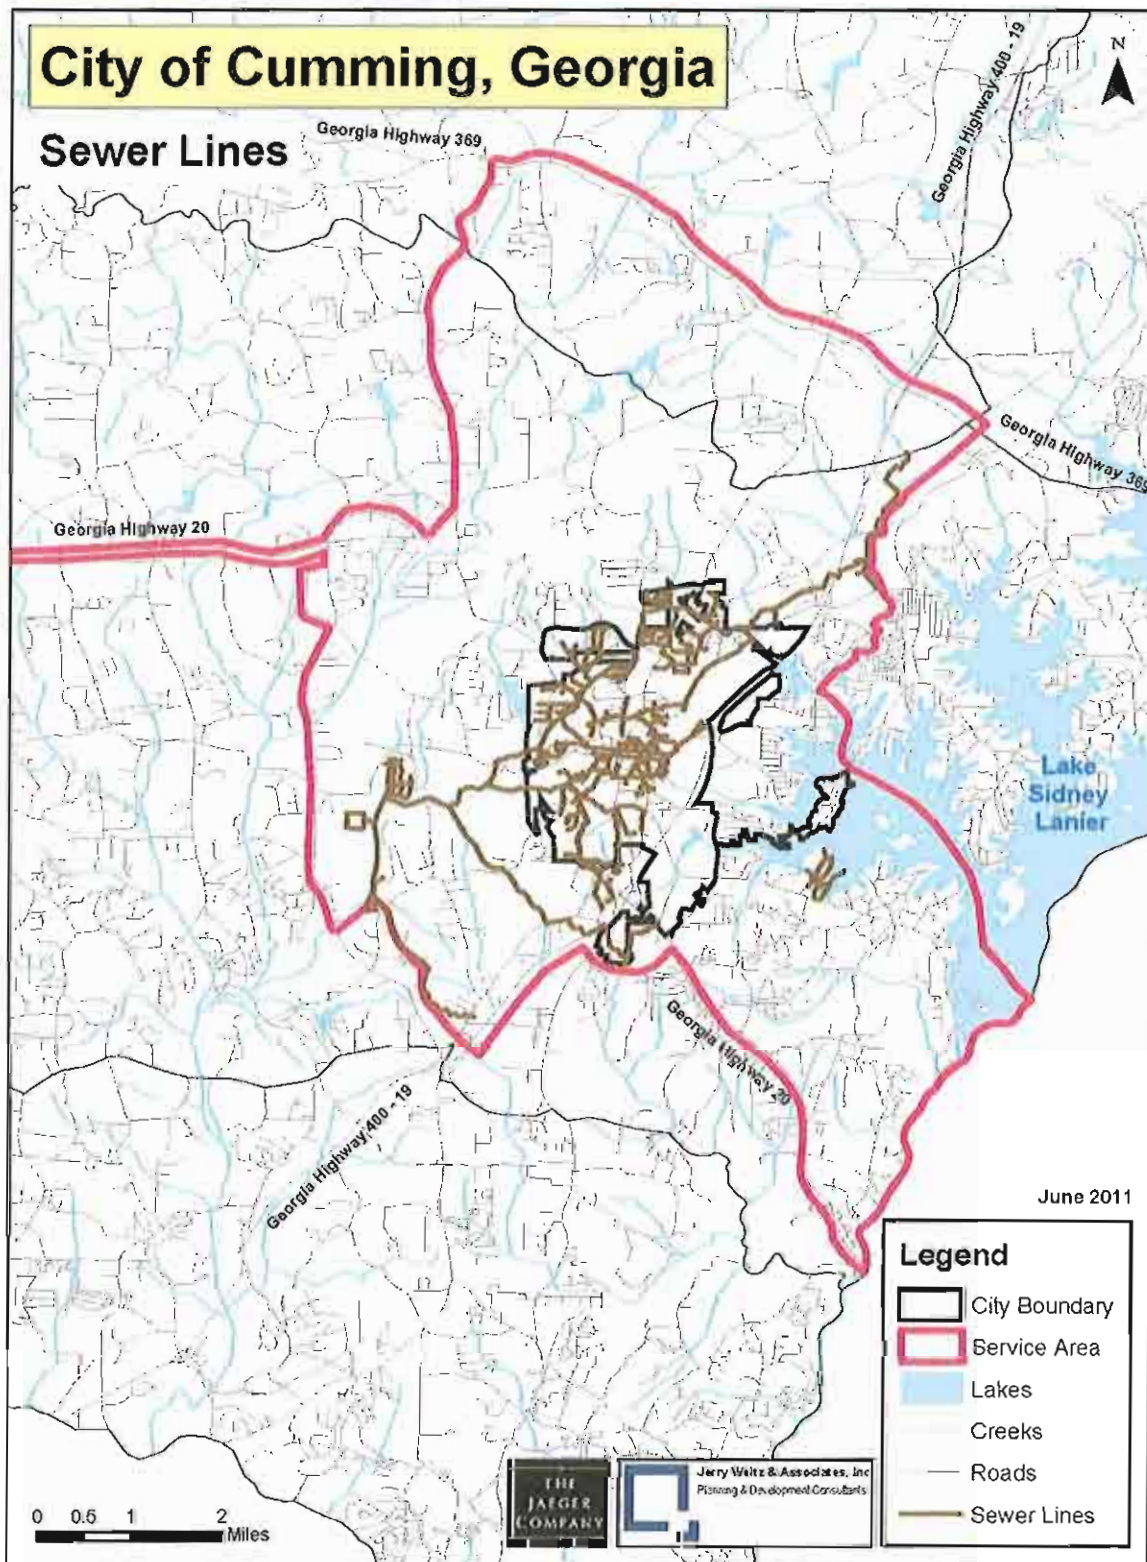 City of Cumming, Georgia
Sewer Lines
Georgia Highway 369
Georgia Highway 400 - 19
N
Georgia Highway 369
Georgia Highway 20
Lake
Sidney
Lanier
Georgia Highway 20
Georgia Highway 400 - 19
June 2011
Legend
City Boundary
Service Area
Lakes
Creeks
Roads
Sewer Lines
THE
JAEGER
COMPANY
Jerry Weitz & Associates, Inc
Planning & Development Consultants
0 0.5 1 2
Miles